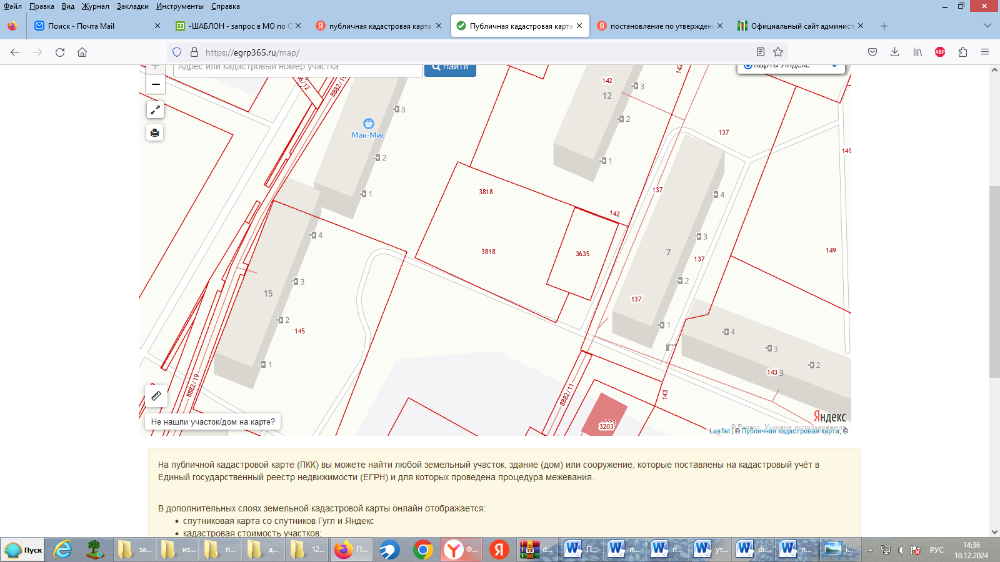 Файл Правка Вид Журнал Закладки Инструменты Справка
Поиск - Почта Mail
-ШАБЛОН - запрос в МО по О
публичная кадастровая карта
Публичная кадастровая карта
постановление по утверждени
Официальный сайт админист
https://egrp365.ru/map/
ABP
Адрес или кадастровый номер участка
Найти
Карта Яндекс
8882/19
142
142
12
3
2
1
3
Мак-Мис
2
1
137
149
3818
137
142
4
4
3
3818
3635
7
3
137
149
15
3
2
137
145
2
1
4
3
2
1
143
3
8882/19
8882/11
143
3203
Не нашли участок/дом на карте?
Яндекс
© Яндекс Условия использования
Leaflet | © Публичная кадастровая карта, ©
На публичной кадастровой карте (ПКК) вы можете найти любой земельный участок, здание (дом) или сооружение, которые поставлены на кадастровый учёт в
Единый государственный реестр недвижимости (ЕГРН) и для которых проведена процедура межевания.
В дополнительных слоях земельной кадастровой карты онлайн отображается:
• спутниковая карта со спутников Гугл и Яндекс
• кадастровая стоимость участков;
Пуск
за...
из...
п...
д...
12...
П...
Ф...
d...
П...
п...
п...
ут...
di...
п...
i...
РУС
14:36
10.12.2024